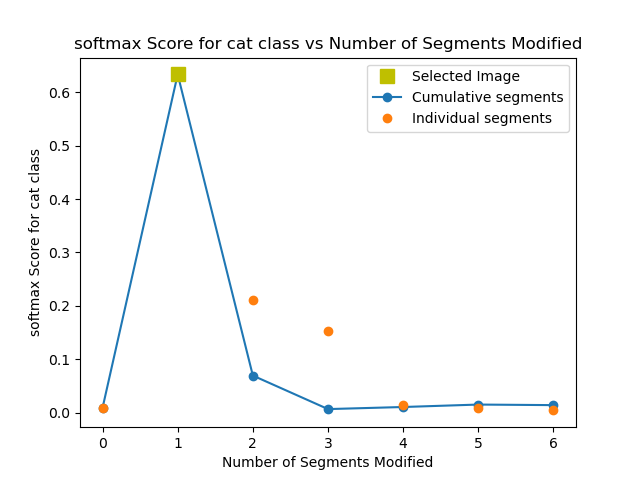 softmax Score for cat class vs Number of Segments Modified
Selected Image
Cumulative segments
Individual segments
softmax Score for cat class
0.6
0.5
0.4
0.3
0.2
0.1
0.0
0 1 2 3 4 5 6
Number of Segments Modified